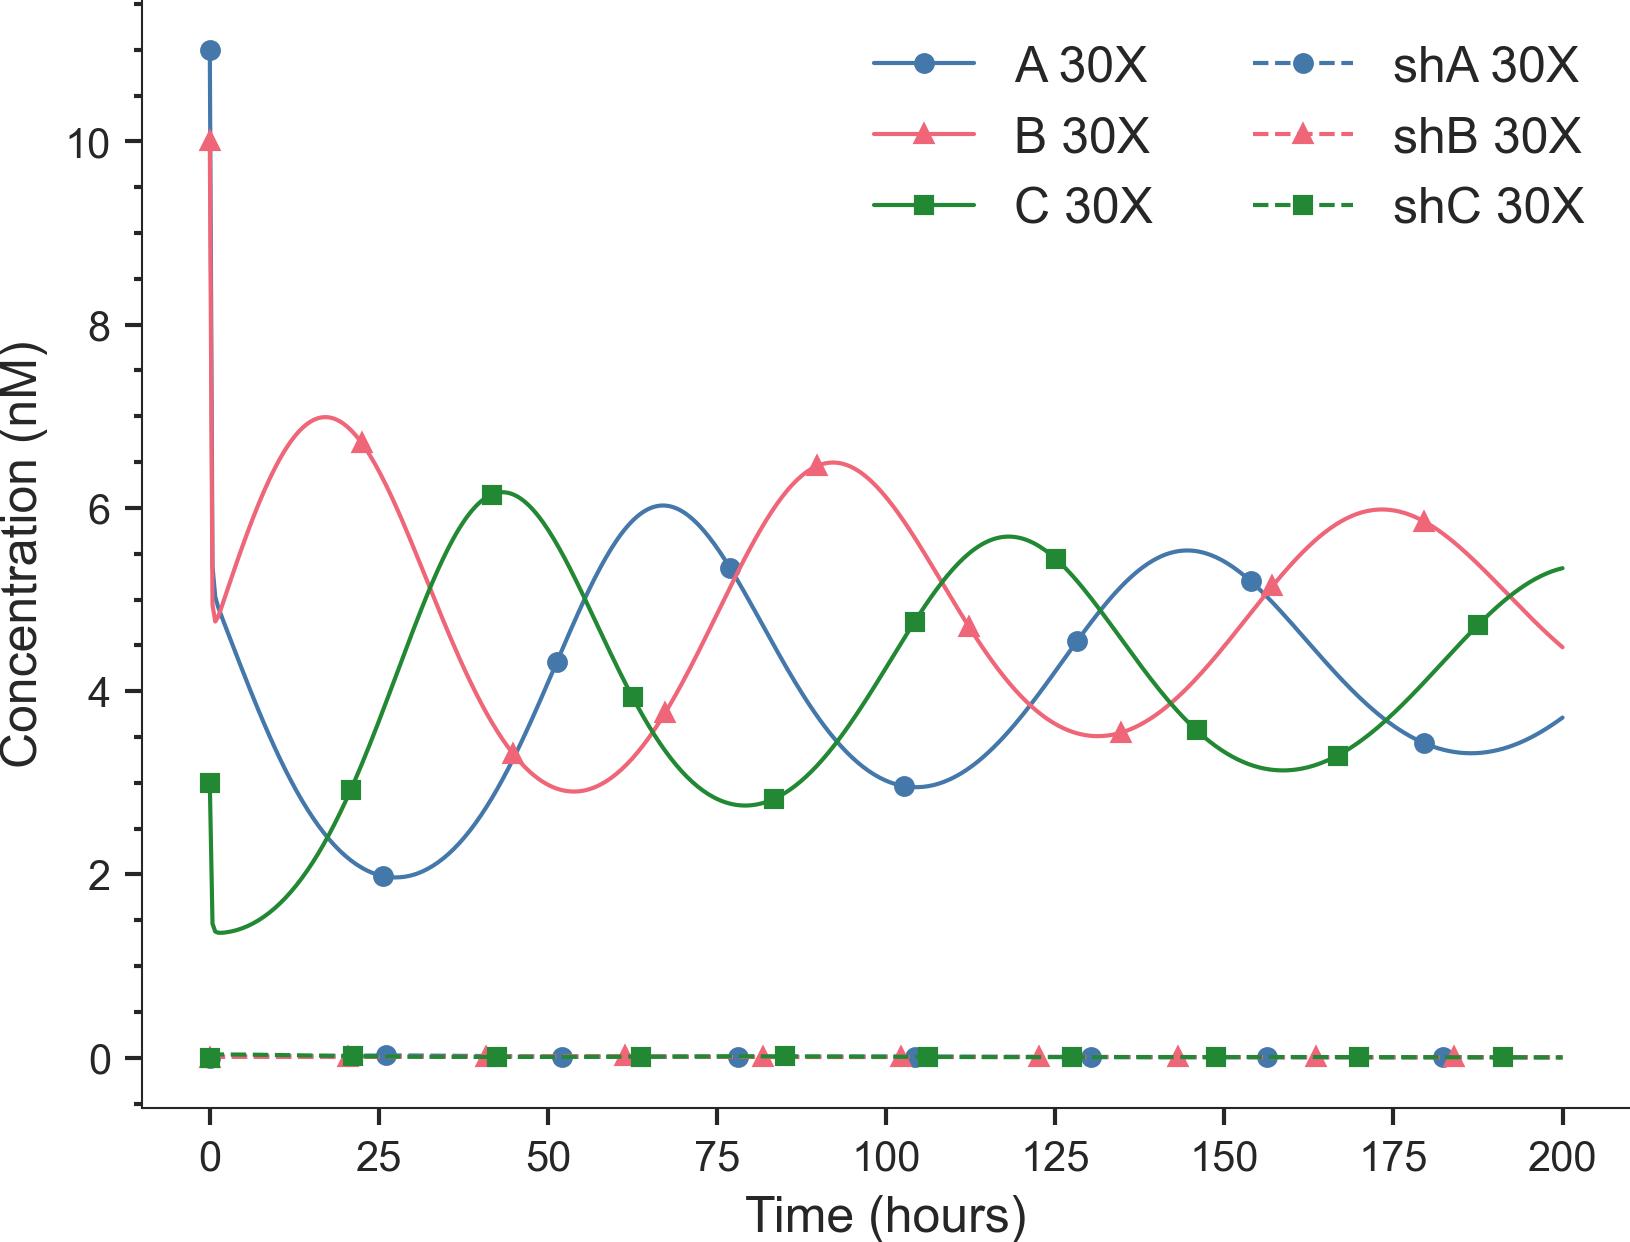 A 30X
shA 30X
B 30X
shB 30X
C 30X
shC 30X
10
8
6
4
2
0
Concentration (nM)
0 25 50 75 100 125 150 175 200
Time (hours)